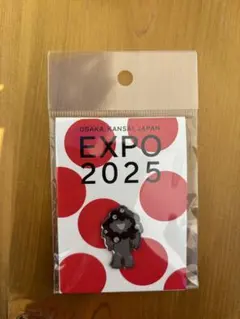 OSAKA, KANSAI, JAPAN
EXPO
2025